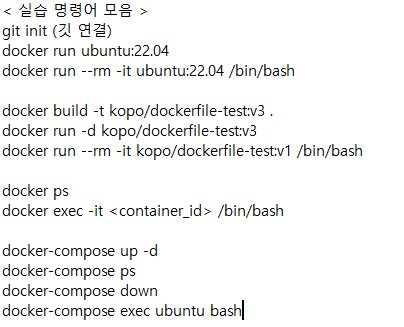 < 실습 명령어 모음 >
git init (깃 연결)
docker run ubuntu:22.04
docker run --rm -it ubuntu:22.04 /bin/bash

docker build -t kopo/dockerfile-test:v3 .
docker run -d kopo/dockerfile-test:v3
docker run --rm -it kopo/dockerfile-test:v1 /bin/bash

docker ps
docker exec -it <container_id> /bin/bash

docker-compose up -d
docker-compose ps
docker-compose down
docker-compose exec ubuntu bash